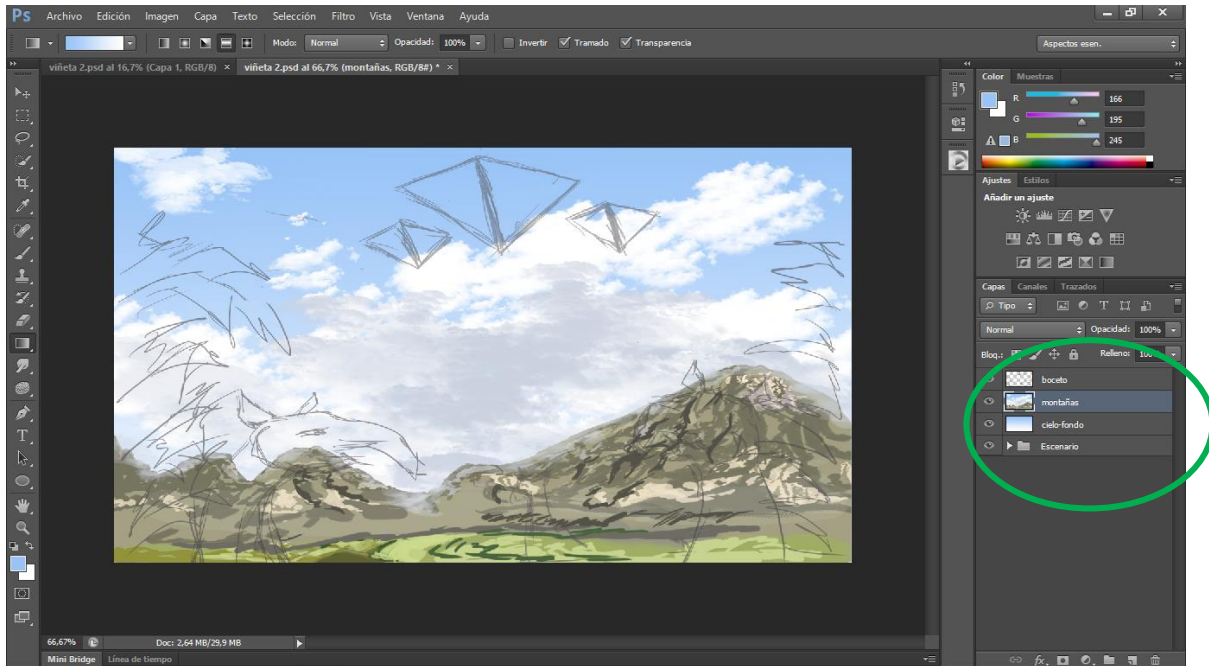 Ps Archivo Edición Imagen Capa Texto Selección Filtro Vista Ventana Ayuda
Modo: Normal Opacidad: 100% Invertir Tramado Transparencia Aspectos esen.
viñeta 2.psd al 16,7% (Capa 1, RGB/8) × viñeta 2.psd al 66,7% (montañas, RGB/8#) * ×
Color Muestras
R 166
G 195
B 245
Ajustes Estilos
Añadir un ajuste
Capas Canales Trazados
Tipo
Normal Opacidad: 100%
Bloq.: Relleno:
boceto
montañas
cielo-fondo
Escenario
66,67% Doc: 2,64 MB/29,9 MB
Mini Bridge Línea de tiempo